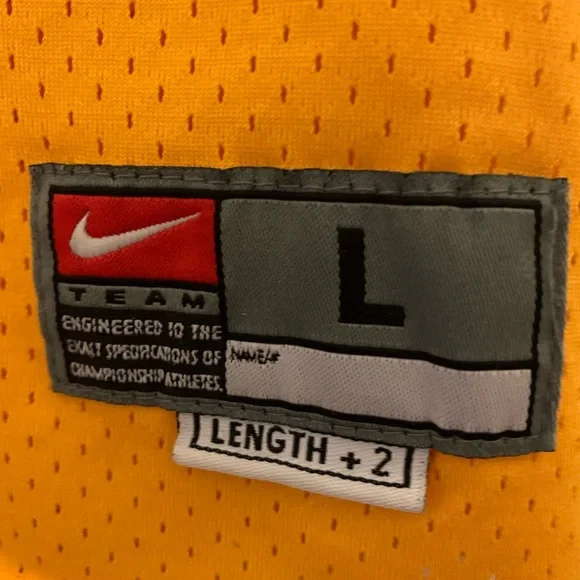 TEAM
ENGINEERED TO THE
EXACT SPECIFICATIONS OF
CHAMPIONSHIP ATHLETES.
L
NAME/#
LENGTH + 2